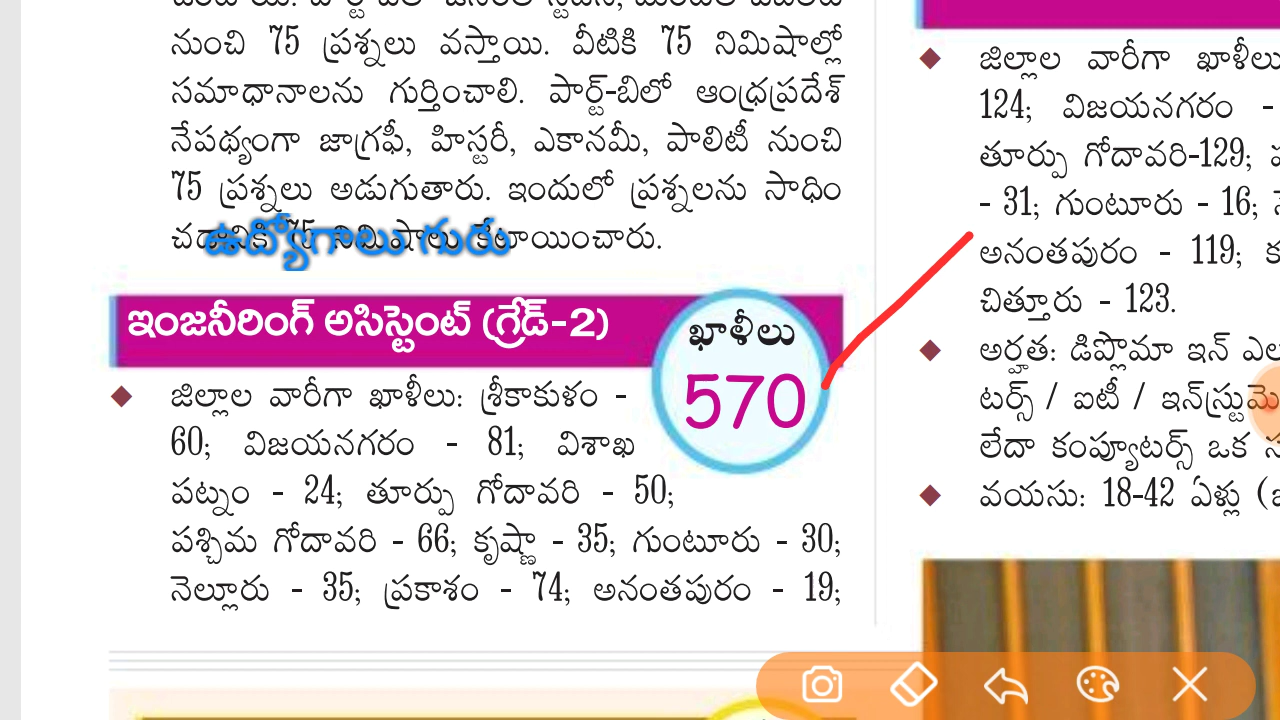 నుంచి 75 ప్రశ్నలు వస్తాయి. వీటికి 75 నిమిషాల్లో
సమాధానాలను గుర్తించాలి. పార్ట్-బిలో ఆంధ్రప్రదేశ్
నేపథ్యంగా జాగ్రఫీ, హిస్టరీ, ఎకానమీ, పాలిటీ నుంచి
75 ప్రశ్నలు అడుగుతారు. ఇందులో ప్రశ్నలను సాధిం
చడానికి 75 నిమిషాలు కేటాయించారు.
ఉద్యోగాలు గురు
ఇంజనీరింగ్ అసిస్టెంట్ (గ్రేడ్-2)
ఖాళీలు
570
జిల్లాల వారీగా ఖాళీలు: శ్రీకాకుళం -
60; విజయనగరం - 81; విశాఖ
పట్నం - 24; తూర్పు గోదావరి - 50;
పశ్చిమ గోదావరి - 66; కృష్ణా - 35; గుంటూరు - 30;
నెల్లూరు - 35; ప్రకాశం - 74; అనంతపురం - 19;
జిల్లాల వారీగా ఖాళీలు
124; విజయనగరం -
తూర్పు గోదావరి-129;
- 31; గుంటూరు - 16;
అనంతపురం - 119;
చిత్తూరు - 123.
అర్హత: డిప్లొమా ఇన్
టర్స్ / ఐటీ /
లేదా కంప్యూటర్స్ ఒక
వయసు: 18-42 ఏళ్లు